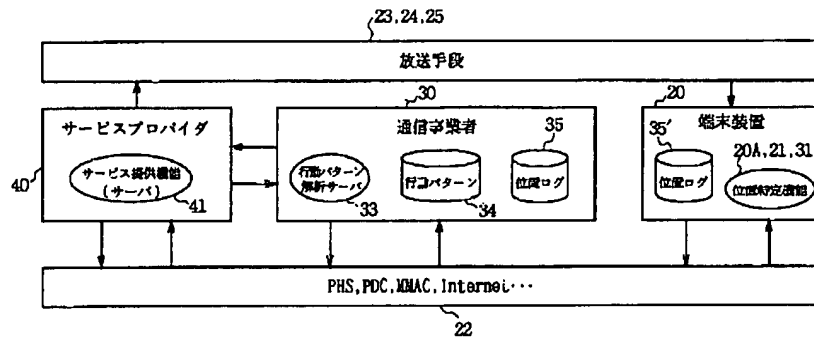 23,24,25
放送手段
30
20
サービスプロバイダ
通信事業者
端末装置
40
サービス提供機能
(サーバ)
41
行動パターン
解析サーバ
33
行動パターン
34
35
位置ログ
35′
位置ログ
20A,21,31
位置特定機能
PHS,PDC,MMAC,Internet…
22